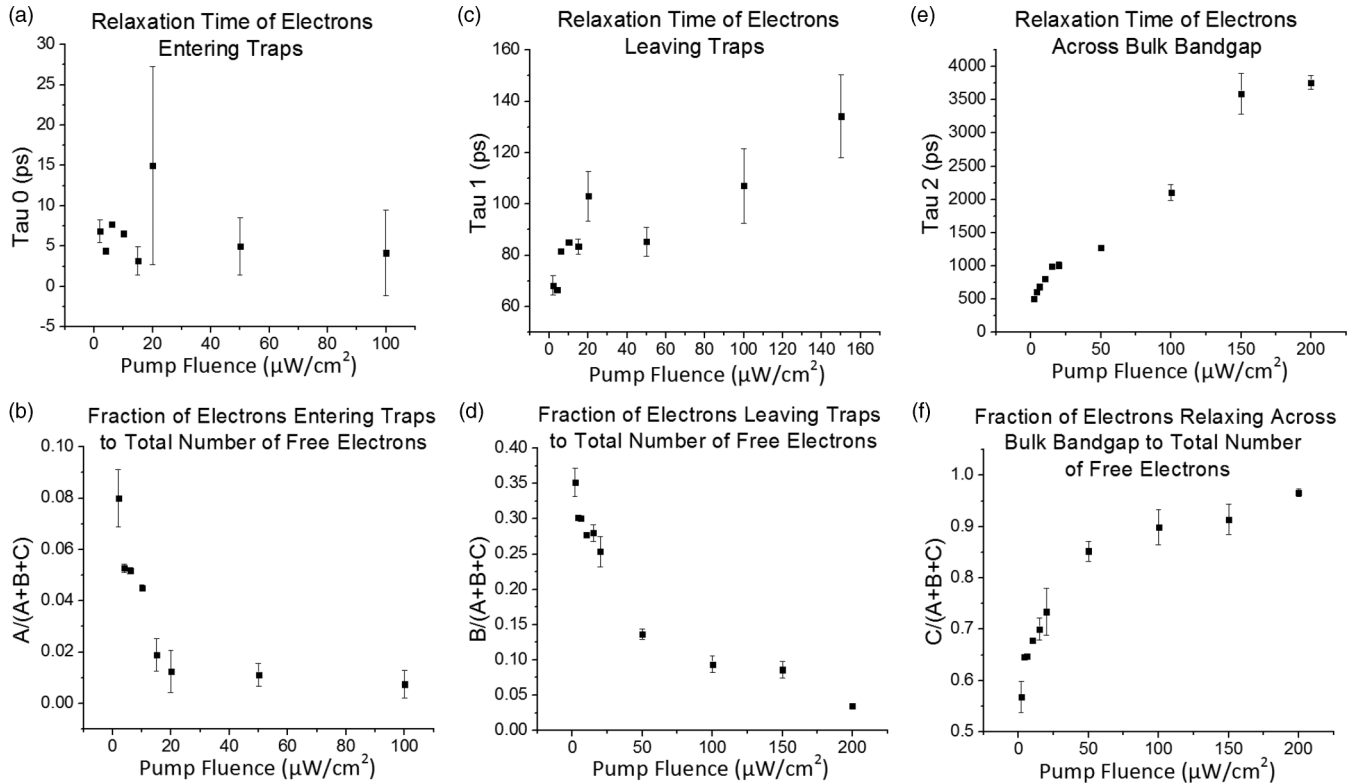 (a)
Relaxation Time of Electrons
Entering Traps
Tau 0 (ps)
30
25
20
15
10
5
0
-5
0 20 40 60 80 100
Pump Fluence (μW/cm²)
(c)
Relaxation Time of Electrons
Leaving Traps
Tau 1 (ps)
160
140
120
100
80
60
0 20 40 60 80 100 120 140 160
Pump Fluence (μW/cm²)
(e)
Relaxation Time of Electrons
Across Bulk Bandgap
Tau 2 (ps)
4000
3500
3000
2500
2000
1500
1000
500
0
0 50 100 150 200
Pump Fluence (μW/cm²)
(b)
Fraction of Electrons Entering Traps
to Total Number of Free Electrons
A/(A+B+C)
0.10
0.08
0.06
0.04
0.02
0.00
0 20 40 60 80 100
Pump Fluence (μW/cm²)
(d)
Fraction of Electrons Leaving Traps
to Total Number of Free Electrons
B/(A+B+C)
0.40
0.35
0.30
0.25
0.20
0.15
0.10
0.05
0.00
0 50 100 150 200
Pump Fluence (μW/cm²)
(f)
Fraction of Electrons Relaxing Across
Bulk Bandgap to Total Number
of Free Electrons
C/(A+B+C)
1.0
0.9
0.8
0.7
0.6
0.5
0 50 100 150 200
Pump Fluence (μW/cm²)